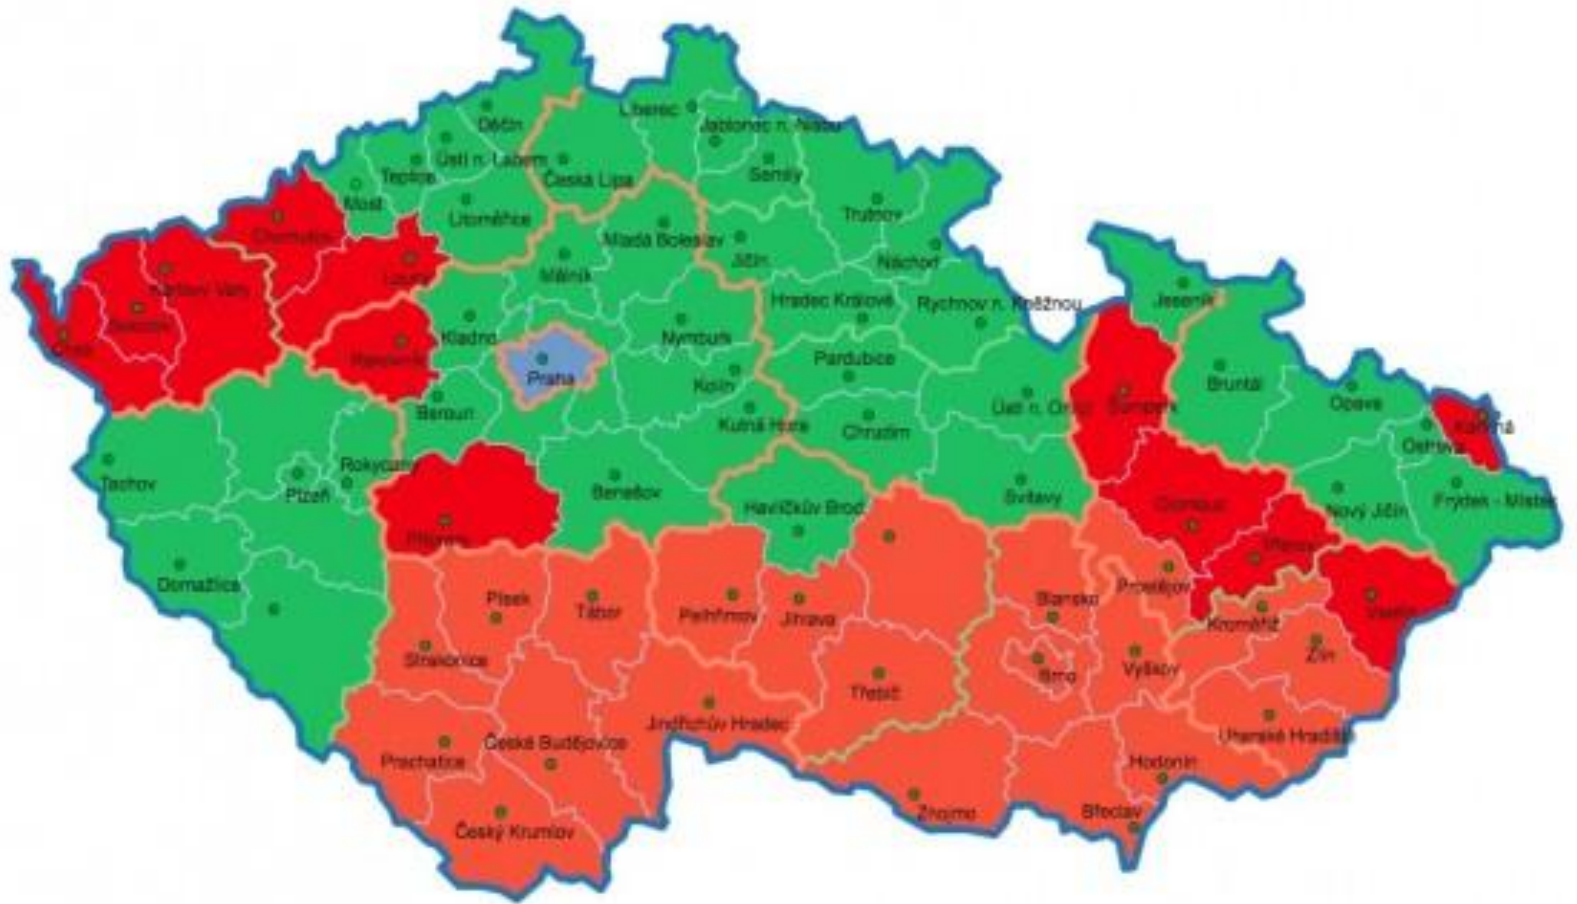 Děčín
Liberec
Jablonec n. Nisou
Ústí n. Labem
Teplice
Česká Lípa
Semily
Most
Litoměřice
Trutnov
Chomutov
Mladá Boleslav
Jičín
Náchod
Louny
Mělník
Karlovy Vary
Hradec Králové
Rychnov n. Kněžnou
Jeseník
Sokolov
Kladno
Nymburk
Cheb
Rakovník
Praha
Pardubice
Kolín
Bruntál
Beroun
Ústí n. Orlicí
Šumperk
Opava
Kutná Hora
Chrudim
Karviná
Ostrava
Rokycany
Tachov
Plzeň
Benešov
Svitavy
Frýdek - Místek
Havlíčkův Brod
Olomouc
Nový Jičín
Příbram
Přerov
Domažlice
Prostějov
Písek
Tábor
Pelhřimov
Jihlava
Blansko
Vsetín
Kroměříž
Strakonice
Zlín
Třebíč
Brno
Vyškov
Jindřichův Hradec
České Budějovice
Uherské Hradiště
Prachatice
Hodonín
Znojmo
Břeclav
Český Krumlov